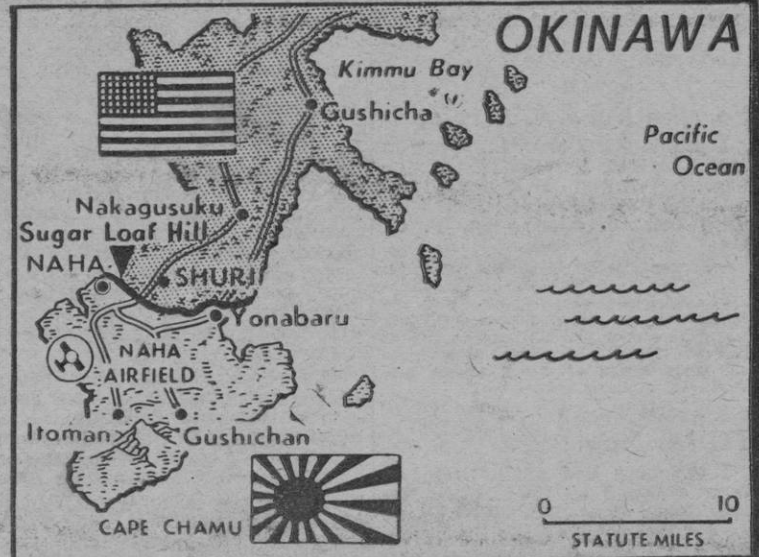 OKINAWA
Kimmu Bay
Gushicha
Pacific
Ocean
Nakagusuku
Sugar Loaf Hill
NAHA
SHURI
Yonabaru
NAHA
AIRFIELD
Itoman
Gushichan
CAPE CHAMU
0 10
STATUTE MILES